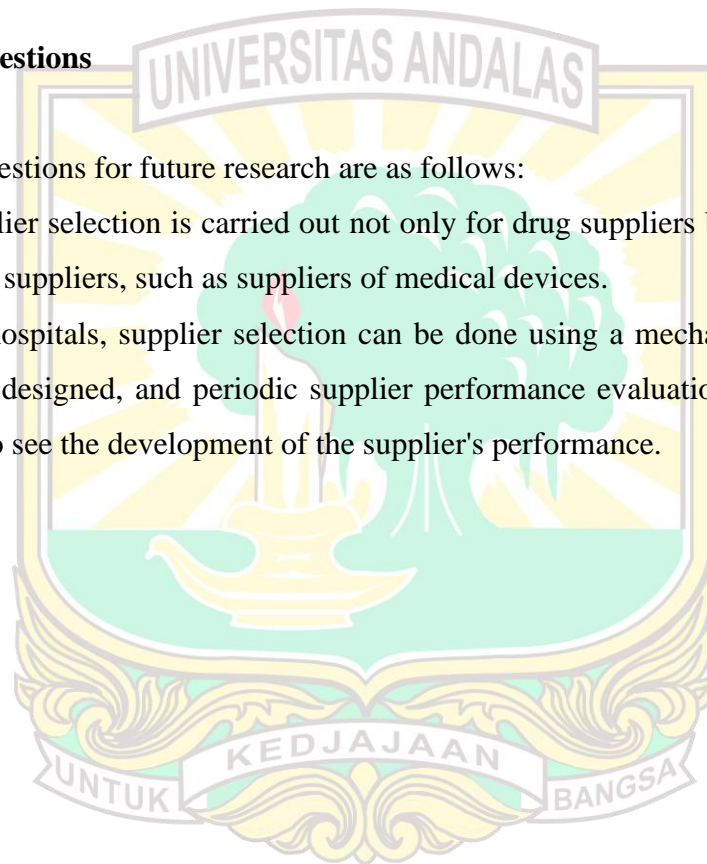 UNIVERSITAS ANDALAS
estions
estions for future research are as follows:
lier selection is carried out not only for drug suppliers
suppliers, such as suppliers of medical devices.
ospitals, supplier selection can be done using a mecha
designed, and periodic supplier performance evaluatio
o see the development of the supplier's performance.
UNTUK KEDJAJAAN BANGSA